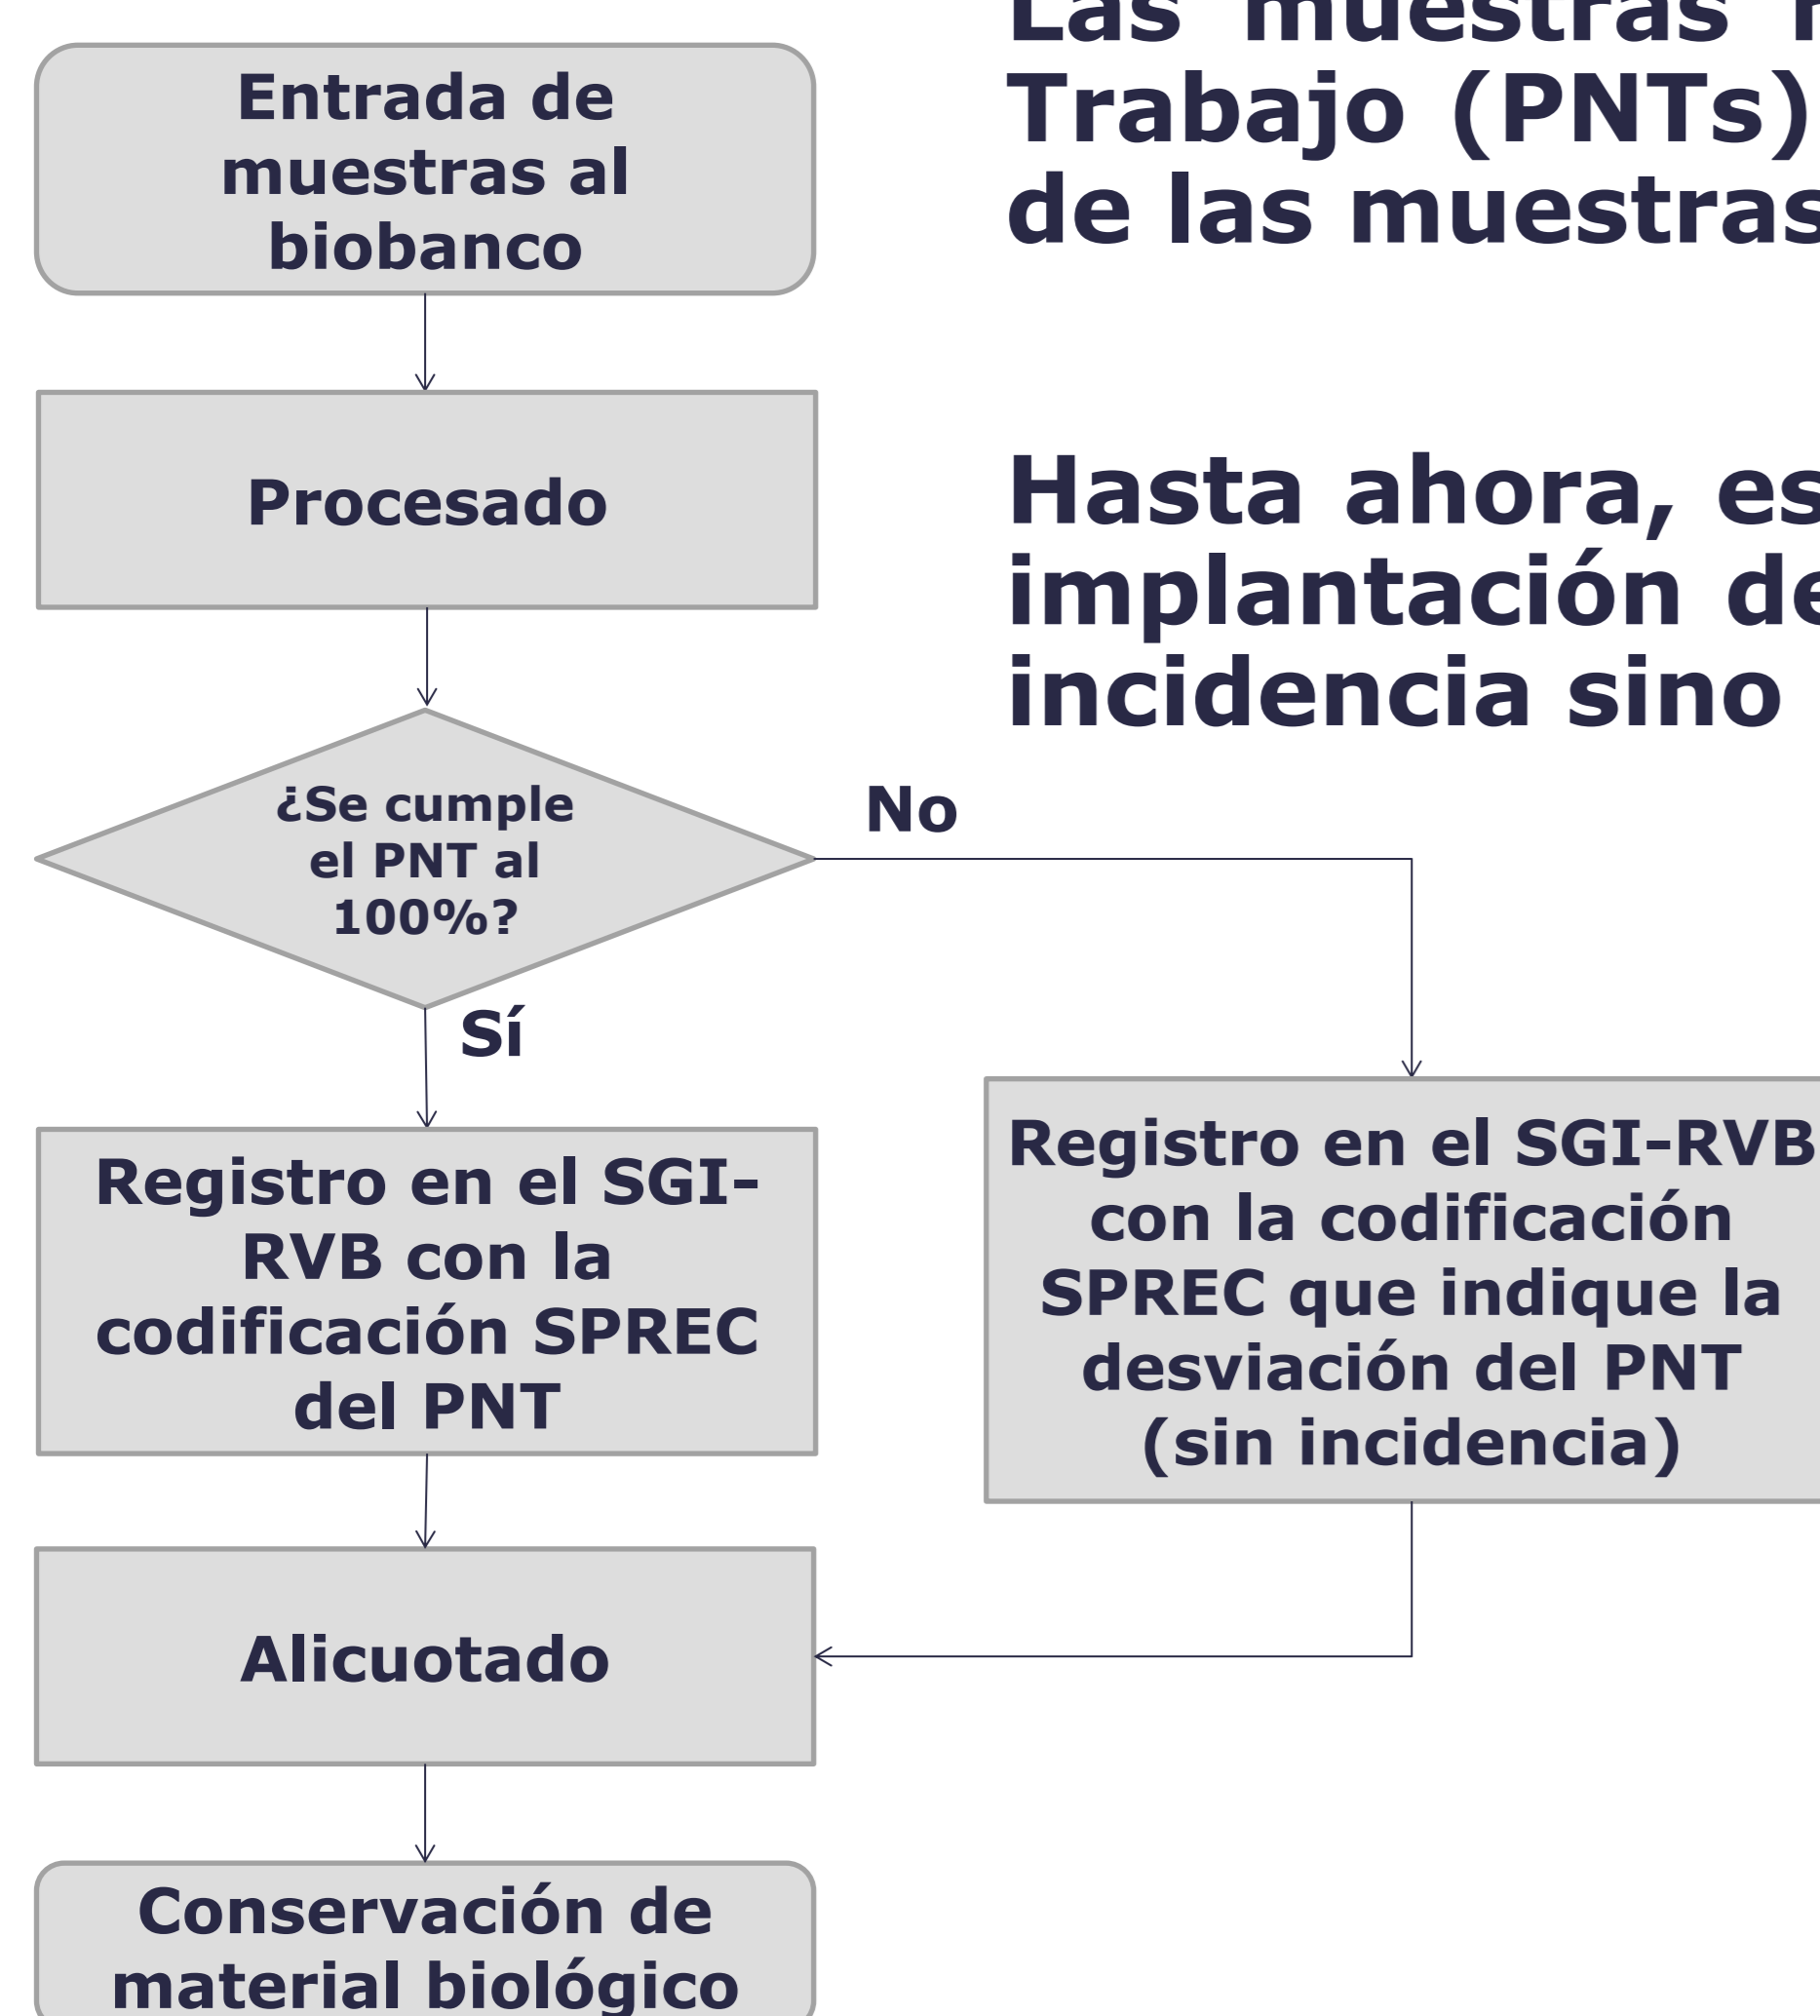 Entrada de
muestras al
biobanco
Procesado
¿Se cumple
el PNT al
100%?
Sí
No
Registro en el SGI-
RVB con la
codificación SPREC
del PNT
Registro en el SGI-RVB
con la codificación
SPREC que indique la
desviación del PNT
(sin incidencia)
Alicuotado
Conservación de
material biológico
Las muestras
Trabajo (PNTs)
de las muestras
Hasta ahora,
implantación
incidencia sino